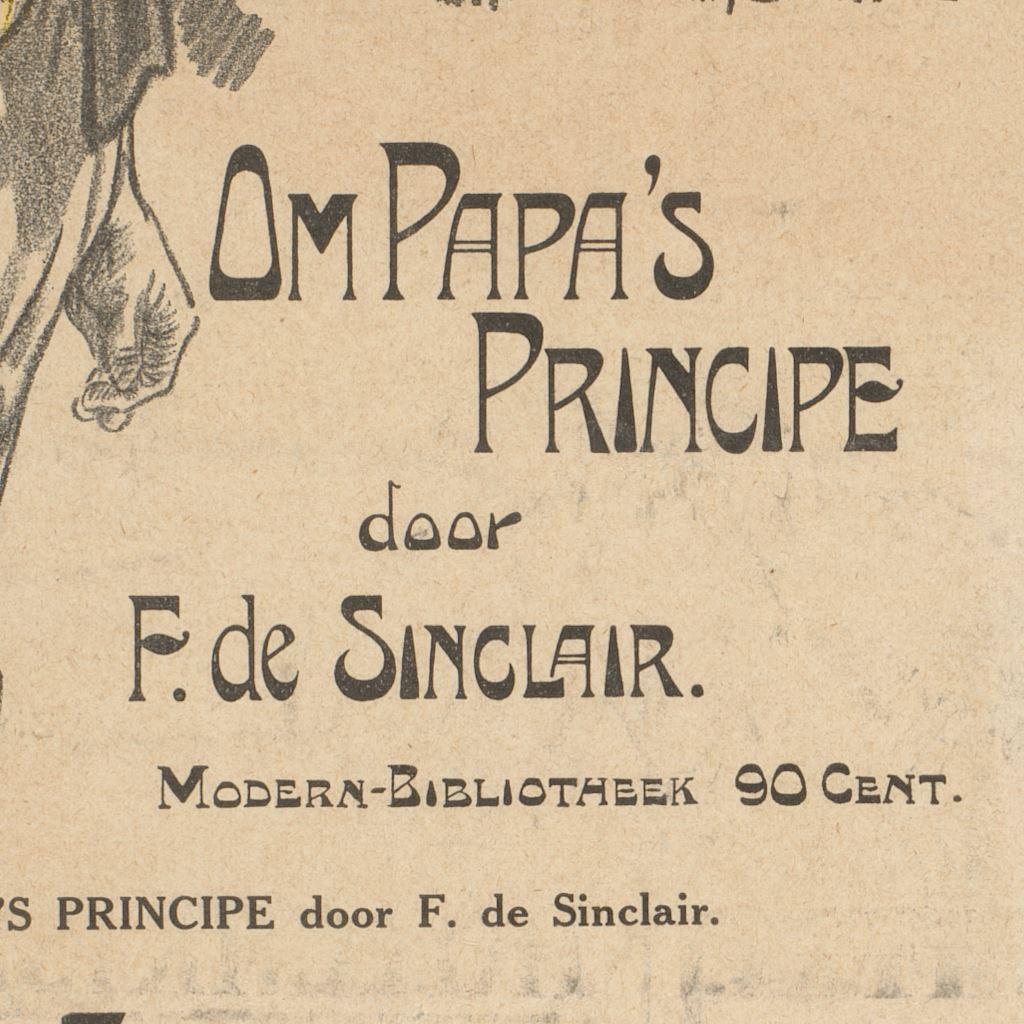 OM PAPA'S
PRINCIPE
door
F. de SINCLAIR.
MODERN-BIBLIOTHEEK 90 CENT.
'S PRINCIPE door F. de Sinclair.